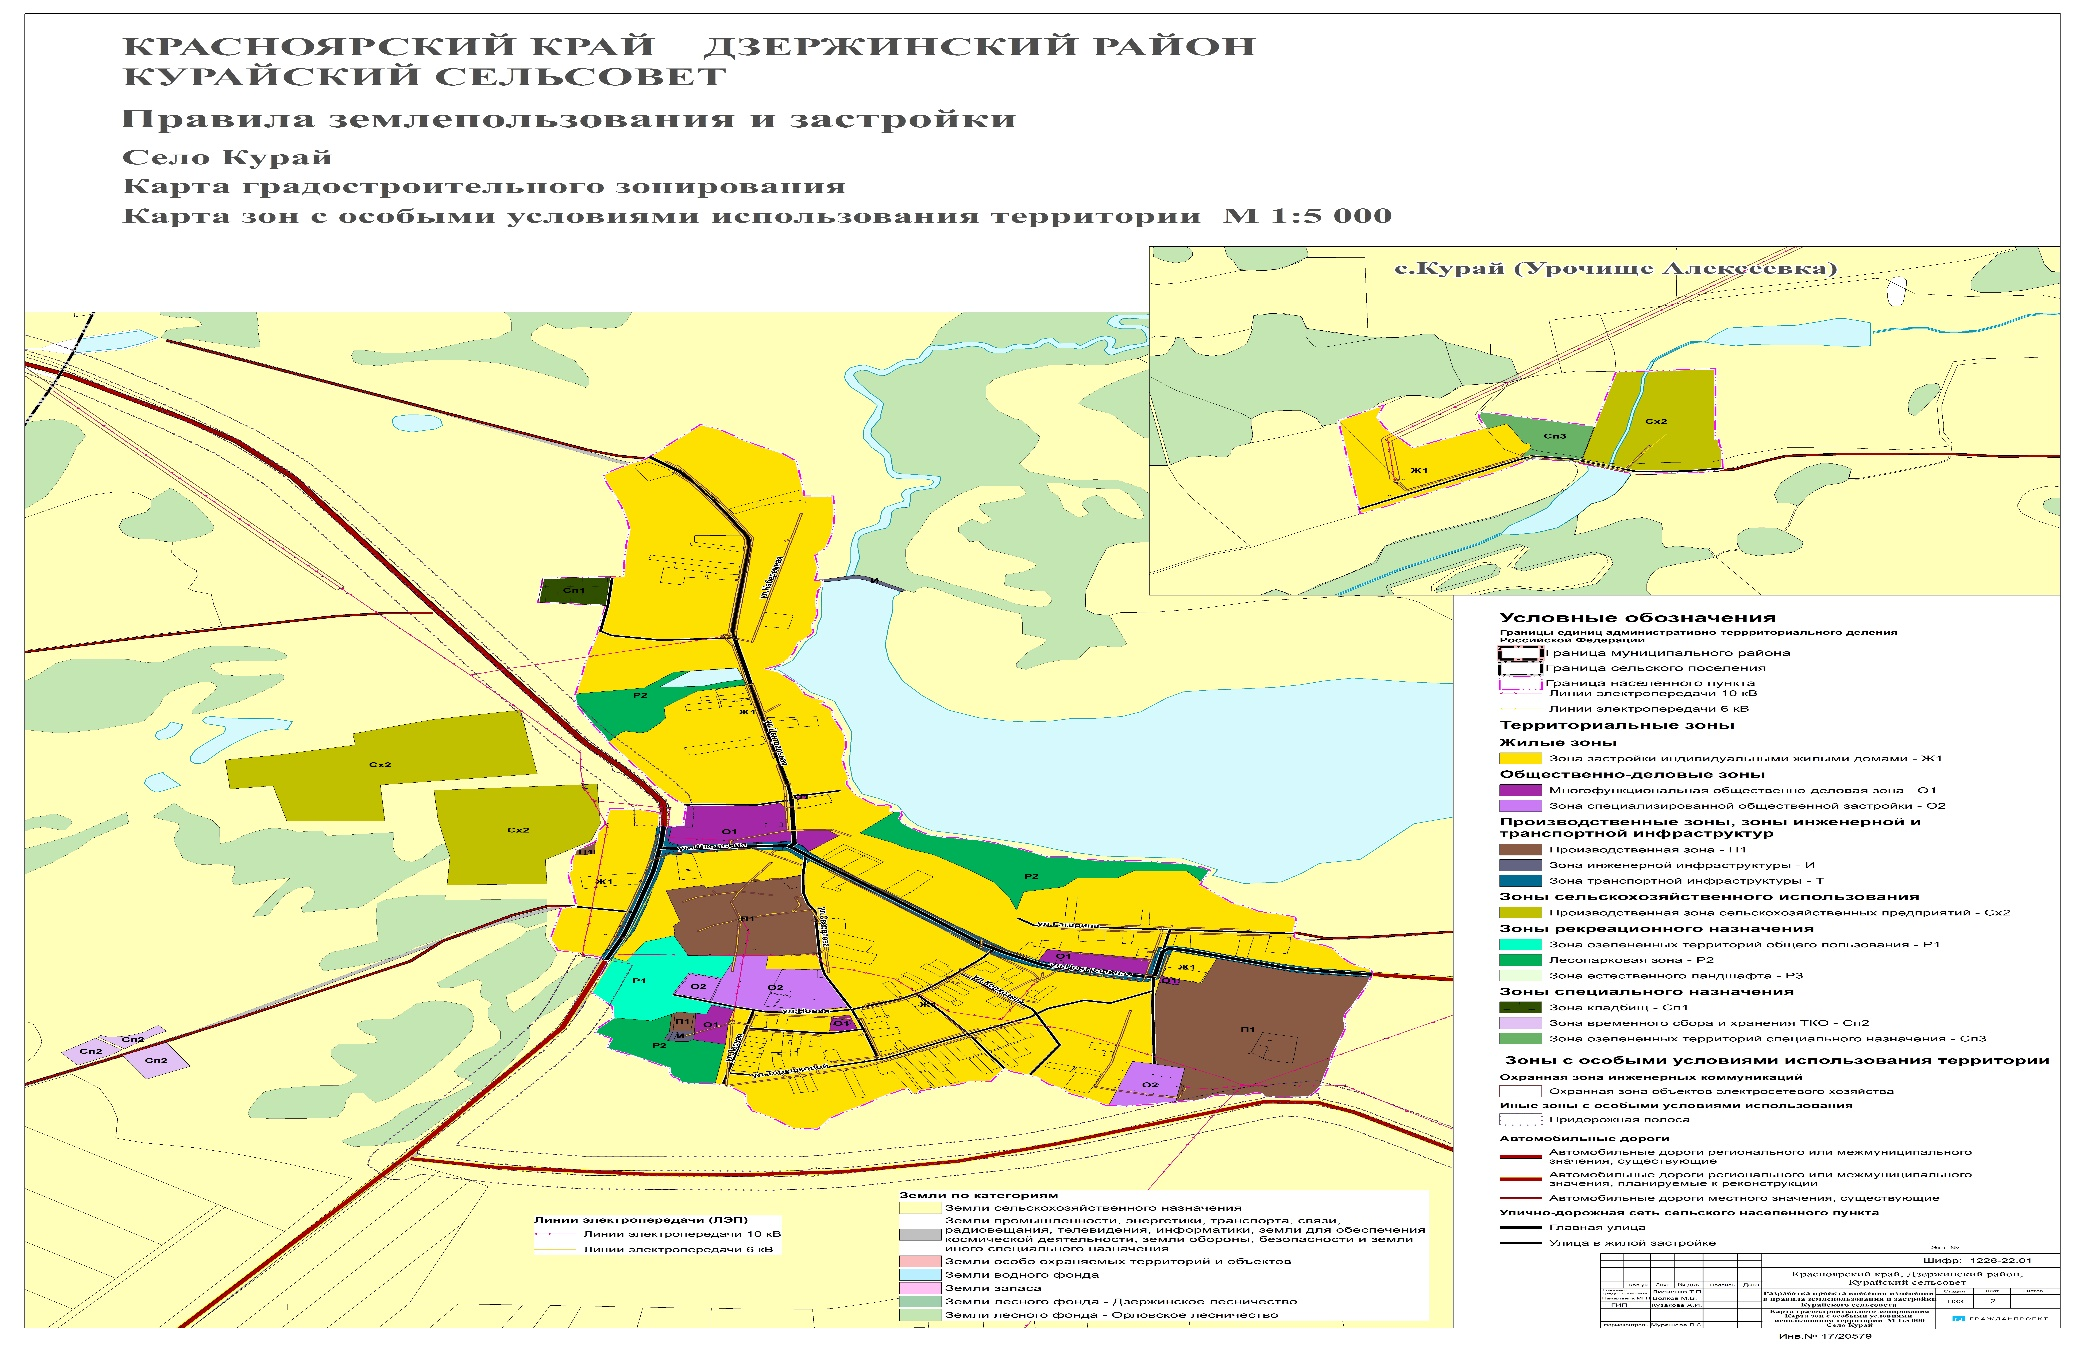 КРАСНОЯРСКИЙ КРАЙ ДЗЕРЖИНСКИЙ РАЙОН
КУРАЙСКИЙ СЕЛЬСОВЕТ
Правила землепользования и застройки
Село Курай
Карта градостроительного зонирования
Карта зон с особыми условиями использования территории М 1:5 000
с.Курай (Урочище Алексеевка)
Сх2
Сп3
Ж1
И
Сп1
Р2
Ж1
Сх2
Сх2
О1
П1
Ж1
Р2
П1
О1
Ж1
Р1
О2
О2
Ж1
П1
О1
О1
И
Р2
П1
Сп2
Сп2
Сп2
О2
Условные обозначения
Границы единиц административно терррториального деления
Российской Федерации
Граница муниципального района
Граница сельского поселения
Граница населенного пункта
Линии электропередачи 10 кВ
Линии электропередачи 6 кВ
Территориальные зоны
Жилые зоны
Зона застройки индивидуальными жилыми домами - Ж1
Общественно-деловые зоны
Многофункциональная общественно деловая зона - О1
Зона специализированной общественной застройки - О2
Производственные зоны, зоны инженерной и
транспортной инфраструктур
Производственная зона - П1
Зона инженерной инфраструктуры - И
Зона транспортной инфраструктуры - Т
Зоны сельскохозяйственного использования
Производственная зона сельскохозяйственных предприятий - Сх2
Зоны рекреационного назначения
Зона озелененных территорий общего пользования - Р1
Лесопарковая зона - Р2
Зона естественного ландшафта - Р3
Зоны специального назначения
Зона кладбищ - Сп1
Зона временного сбора и хранения ТКО - Сп2
Зона озелененных территорий специального назначения - Сп3
Зоны с особыми условиями использования территории
Охранная зона инженерных коммуникаций
Охранная зона объектов электросетевого хозяйства
Иные зоны с особыми условиями использования
Придорожная полоса
Автомобильные дороги
Автомобильные дороги регионального или межмуниципального
значения, существующие
Автомобильные дороги регионального или межмуниципального
значения, планируемые к реконструкции
Автомобильные дороги местного значения, существующие
Улично-дорожная сеть сельского населенного пункта
Главная улица
Улица в жилой застройке
Линии электропередачи (ЛЭП)
Линии электропередачи 10 кВ
Линии электропередачи 6 кВ
Земли по категориям
Земли сельскохозяйственного назначения
Земли промышленности, энергетики, транспорта, связи,
радиовещания, телевидения, информатики, земли для обеспечения
космической деятельности, земли обороны, безопасности и земли
иного специального назначения
Земли особо охраняемых территорий и объектов
Земли водного фонда
Земли запаса
Земли лесного фонда - Дзержинское лесничество
Земли лесного фонда - Орловское лесничество
Шифр: 1228-22.01
Красноярский край, Дзержинский район,
Курайский сельсовет
ГИП
Село Курай
ГРАЖДАНПРОЕКТ
Инв.№ 17/20579